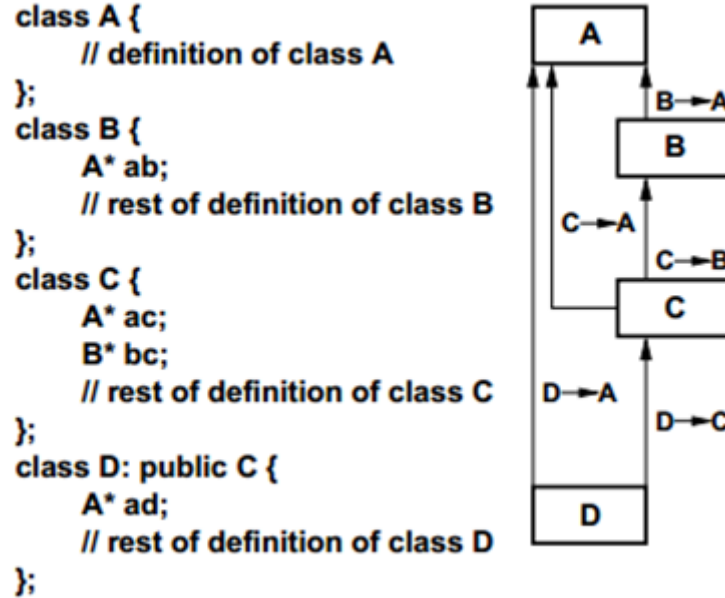 class A {
// definition of class A
};
class B {
A* ab;
// rest of definition of class B
};
class C {
A* ac;
B* bc;
// rest of definition of class C
};
class D: public C {
A* ad;
// rest of definition of class D
};
A
B→A
B
C→A
C→B
C
D→A
D→C
D